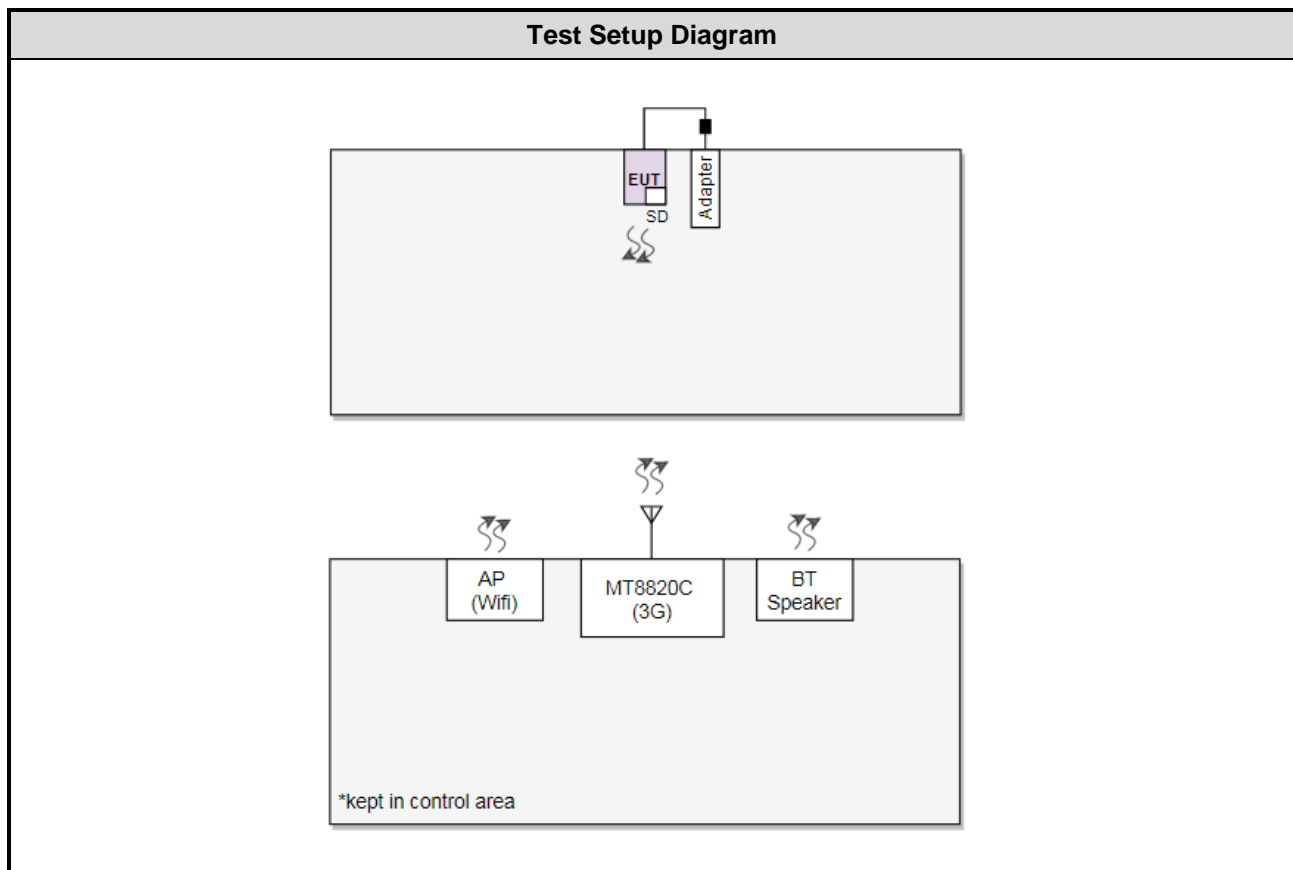 Test Setup Diagram
EUT
SD
Adapter
AP
(Wifi)
MT8820C
(3G)
BT
Speaker
*kept in control area